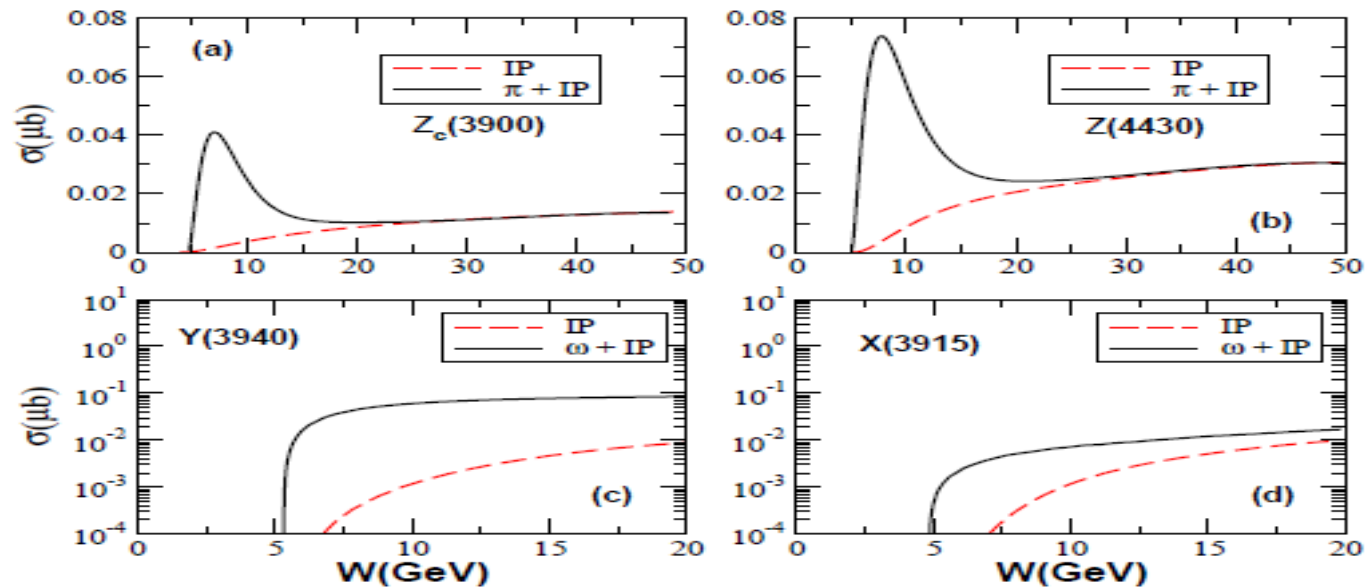 (a)
σ(μb)
0.08
0.06
0.04
0.02
0
IP
π + IP
Zc(3900)
0 10 20 30 40 50
(b)
0.08
0.06
0.04
0.02
0
IP
π + IP
Z(4430)
0 10 20 30 40 50
(c)
σ(μb)
10^1
10^0
10^-1
10^-2
10^-3
10^-4
Y(3940)
IP
ω + IP
0 5 10 15 20
W(GeV)
(d)
10^1
10^0
10^-1
10^-2
10^-3
10^-4
X(3915)
IP
ω + IP
0 5 10 15 20
W(GeV)